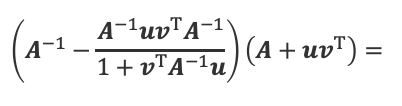 (A⁻¹ − A⁻¹uvᵀA⁻¹ / 1 + vᵀA⁻¹u) (A + uvᵀ) =